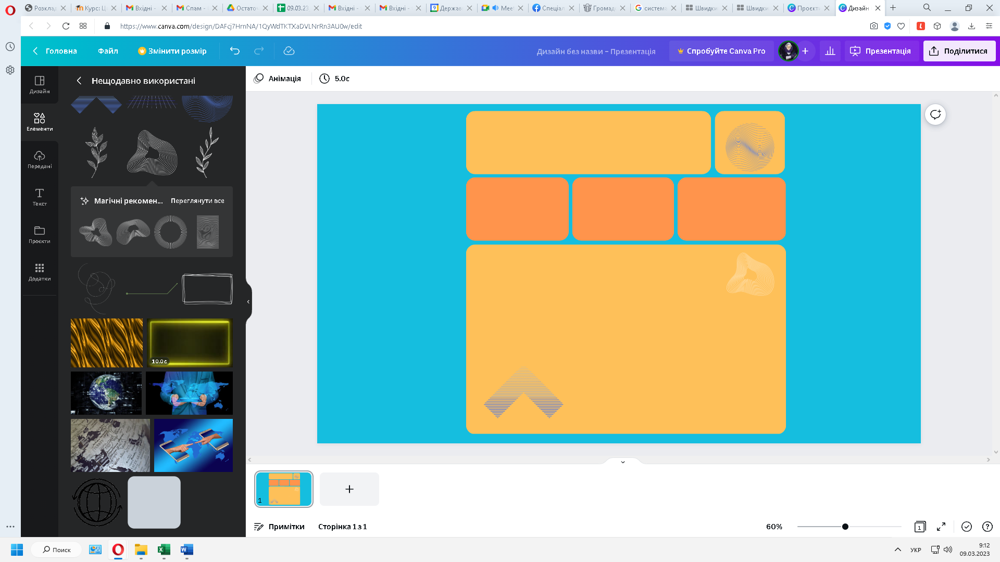 Розклад
Курс: Ц
Вхідні -
Спам -
Остаточ
09.03.23
Вхідні -
Вхідні -
Держав
Meet
Спеціал
Громад
система
Швидки
Швидки
Проєкти
Дизайн
https://www.canva.com/design/DAFcj7HrnNA/1QyWdTKTXaDVLNrRn3AU0w/edit
Головна
Файл
Змінити розмір
Дизайн без назви – Презентація
Спробуйте Canva Pro
Презентація
Поділитися
Дизайн
Елементи
Передані
Текст
Проєкти
Додатки
Нещодавно використані
Анімація
5.0с
Магічні рекомен...
Переглянути все
10.0с
1
Примітки
Сторінка 1 з 1
60%
1
Поиск
УКР
9:12
09.03.2023